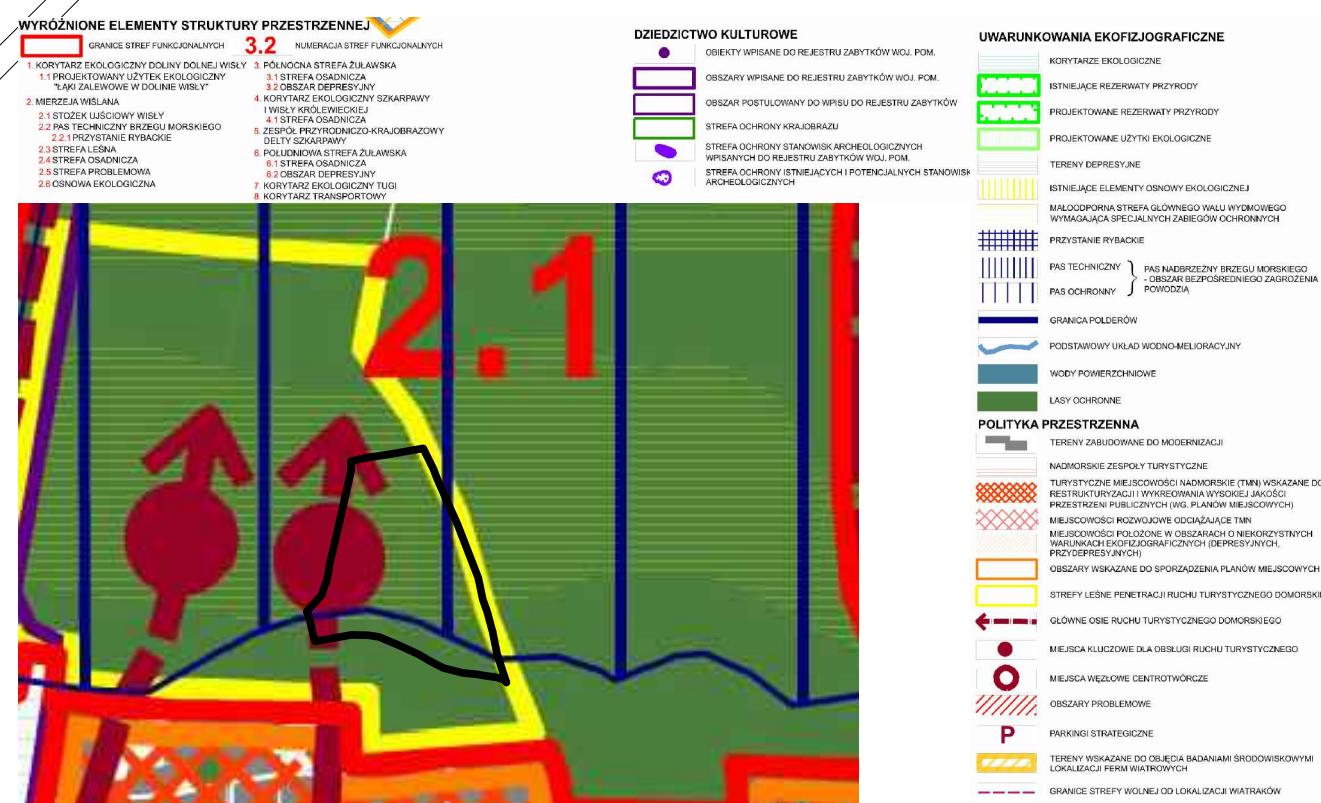 WYRÓŻNIONE ELEMENTY STRUKTURY PRZESTRZENNEJ
GRANICE STREF FUNKCJONALNYCH
3.2 NUMERACJA STREF FUNKCJONALNYCH
1. KORYTARZ EKOLOGICZNY DOLINY DOLNEJ WISŁY
1.1 PROJEKTOWANY UŻYTEK EKOLOGICZNY
"ŁĄKI ZALEWOWE W DOLINIE WISŁY"
2. MIERZEJA WIŚLANA
2.1 STOŻEK UJŚCIOWY WISŁY
2.2 PAS TECHNICZNY BRZEGU MORSKIEGO
2.2.1 PRZYSTANIE RYBACKIE
2.3 STREFA LEŚNA
2.4 STREFA OSADNICZA
2.5 STREFA PROBLEMOWA
2.6 OSNOWA EKOLOGICZNA
3. PÓŁNOCNA STREFA ŻUŁAWSKA
3.1 STREFA OSADNICZA
3.2 OBSZAR DEPRESYJNY
4. KORYTARZ EKOLOGICZNY SZKARPAWY
I WISŁY KRÓLEWIECKIEJ
4.1 STREFA OSADNICZA
5. ZESPÓŁ PRZYRODNICZO-KRAJOBRAZOWY
DELTY SZKARPAWY
6. POŁUDNIOWA STREFA ŻUŁAWSKA
6.1 STREFA OSADNICZA
6.2 OBSZAR DEPRESYJNY
7. KORYTARZ EKOLOGICZNY TUGI
8. KORYTARZ TRANSPORTOWY
DZIEDZICTWO KULTUROWE
OBIEKTY WPISANE DO REJESTRU ZABYTKÓW WOJ. POM.
OBSZARY WPISANE DO REJESTRU ZABYTKÓW WOJ. POM.
OBSZAR POSTULOWANY DO WPISU DO REJESTRU ZABYTKÓW
STREFA OCHRONY KRAJOBRAZU
STREFA OCHRONY STANOWISK ARCHEOLOGICZNYCH
WPISANYCH DO REJESTRU ZABYTKÓW WOJ. POM.
STREFA OCHRONY ISTNIEJĄCYCH I POTENCJALNYCH STANOWISK
ARCHEOLOGICZNYCH
UWARUNKOWANIA EKOFIZJOGRAFICZNE
KORYTARZE EKOLOGICZNE
ISTNIEJĄCE REZERWATY PRZYRODY
PROJEKTOWANE REZERWATY PRZYRODY
PROJEKTOWANE UŻYTKI EKOLOGICZNE
TERENY DEPRESYJNE
ISTNIEJĄCE ELEMENTY OSNOWY EKOLOGICZNEJ
MAŁOODPORNA STREFA GŁÓWNEGO WAŁU WYDMOWEGO
WYMAGAJĄCA SPECJALNYCH ZABIEGÓW OCHRONNYCH
PRZYSTANIE RYBACKIE
PAS TECHNICZNY
PAS OCHRONNY
PAS NADBRZEŻNY BRZEGU MORSKIEGO
- OBSZAR BEZPOŚREDNIEGO ZAGROŻENIA
POWODZIĄ
GRANICA POLDERÓW
PODSTAWOWY UKŁAD WODNO-MELIORACYJNY
WODY POWIERZCHNIOWE
LASY OCHRONNE
POLITYKA PRZESTRZENNA
TERENY ZABUDOWANE DO MODERNIZACJI
NADMORSKIE ZESPOŁY TURYSTYCZNE
TURYSTYCZNE MIEJSCOWOŚCI NADMORSKIE (TMN) WSKAZANE DO
RESTRUKTURYZACJI I WYKREOWANIA WYSOKIEJ JAKOŚCI
PRZESTRZENI PUBLICZNYCH (WG. PLANÓW MIEJSCOWYCH)
MIEJSCOWOŚCI ROZWOJOWE ODCIĄŻAJĄCE TMN
MIEJSCOWOŚCI POŁOŻONE W OBSZARACH O NIEKORZYSTNYCH
WARUNKACH EKOFIZJOGRAFICZNYCH (DEPRESYJNYCH,
PRZYDEPRESYJNYCH)
OBSZARY WSKAZANE DO SPORZĄDZENIA PLANÓW MIEJSCOWYCH
STREFY LEŚNE PENETRACJI RUCHU TURYSTYCZNEGO DOMORSKI
GŁÓWNE OSIE RUCHU TURYSTYCZNEGO DOMORSKIEGO
MIEJSCA KLUCZOWE DLA OBSŁUGI RUCHU TURYSTYCZNEGO
MIEJSCA WĘZŁOWE CENTROTWÓRCZE
OBSZARY PROBLEMOWE
P PARKINGI STRATEGICZNE
TERENY WSKAZANE DO OBJĘCIA BADANIAMI ŚRODOWISKOWYMI
LOKALIZACJI FERM WIATROWYCH
GRANICE STREFY WOLNEJ OD LOKALIZACJI WIATRAKÓW
2.1